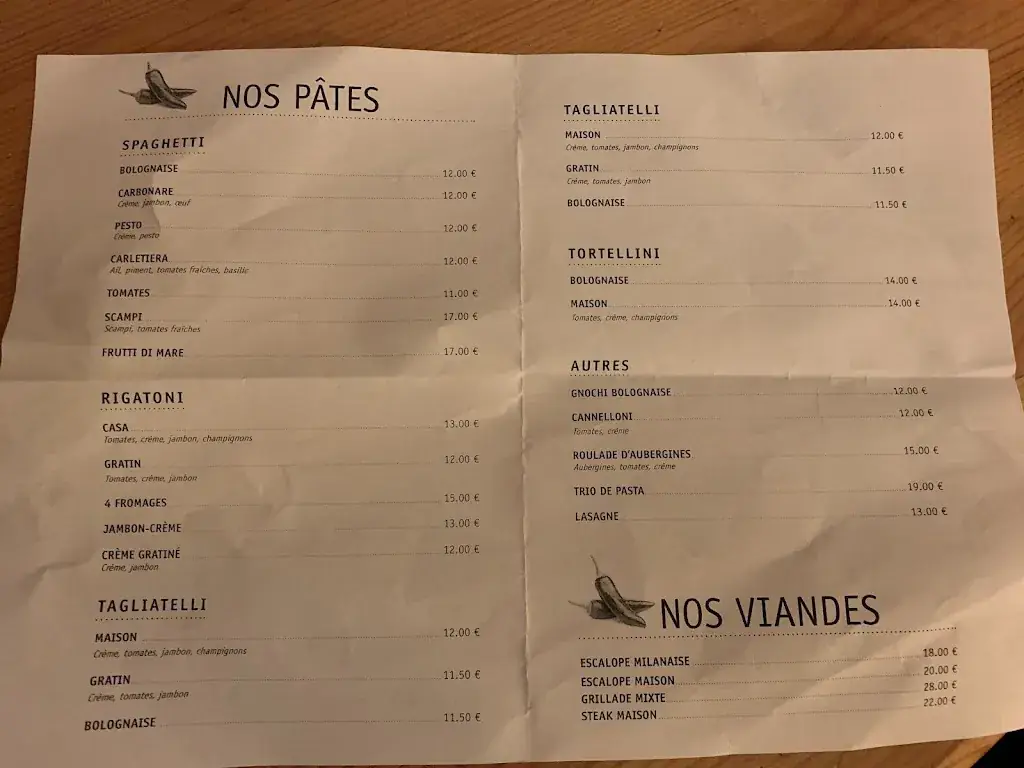 NOS PÂTES
SPAGHETTI
BOLOGNAISE 12.00 €
CARBONARE 12.00 €
Crème, jambon, œuf
PESTO 12.00 €
Crème, pesto
CARLETIERA 12.00 €
Ail, piment, tomates fraîches, basilic
TOMATES 11.00 €
SCAMPI 17.00 €
Scampi, tomates fraîches
FRUTTI DI MARE 17.00 €
RIGATONI
CASA 13.00 €
Tomates, crème, jambon, champignons
GRATIN 12.00 €
Tomates, crème, jambon
4 FROMAGES 15.00 €
JAMBON-CRÈME 13.00 €
CRÈME GRATINÉ 12.00 €
Crème, jambon
TAGLIATELLI
MAISON 12.00 €
Crème, tomates, jambon, champignons
GRATIN 11.50 €
Crème, tomates, jambon
BOLOGNAISE 11.50 €
TAGLIATELLI
MAISON 12.00 €
Crème, tomates, jambon, champignons
GRATIN 11.50 €
Crème, tomates, jambon
BOLOGNAISE 11.50 €
TORTELLINI
BOLOGNAISE 14.00 €
MAISON 14.00 €
Tomates, crème, champignons
AUTRES
GNOCHI BOLOGNAISE 12.00 €
CANNELLONI 12.00 €
Tomates, crème
ROULADE D'AUBERGINES 15.00 €
Aubergines, tomates, crème
TRIO DE PASTA 19.00 €
LASAGNE 13.00 €
NOS VIANDES
ESCALOPE MILANAISE 18.00 €
ESCALOPE MAISON 20.00 €
GRILLADE MIXTE 28.00 €
STEAK MAISON 22.00 €